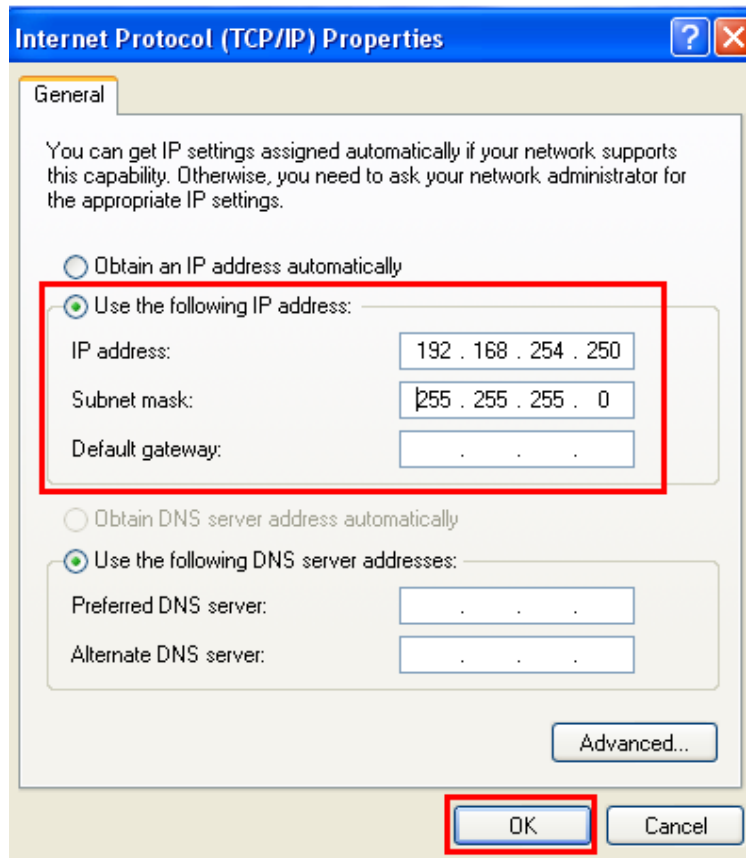 Internet Protocol (TCP/IP) Properties
General
You can get IP settings assigned automatically if your network supports
this capability. Otherwise, you need to ask your network administrator for
the appropriate IP settings.
Obtain an IP address automatically
Use the following IP address:
IP address: 192 . 168 . 254 . 250
Subnet mask: 255 . 255 . 255 . 0
Default gateway: . . .
Obtain DNS server address automatically
Use the following DNS server addresses:
Preferred DNS server: . . .
Alternate DNS server: . . .
Advanced...
OK Cancel